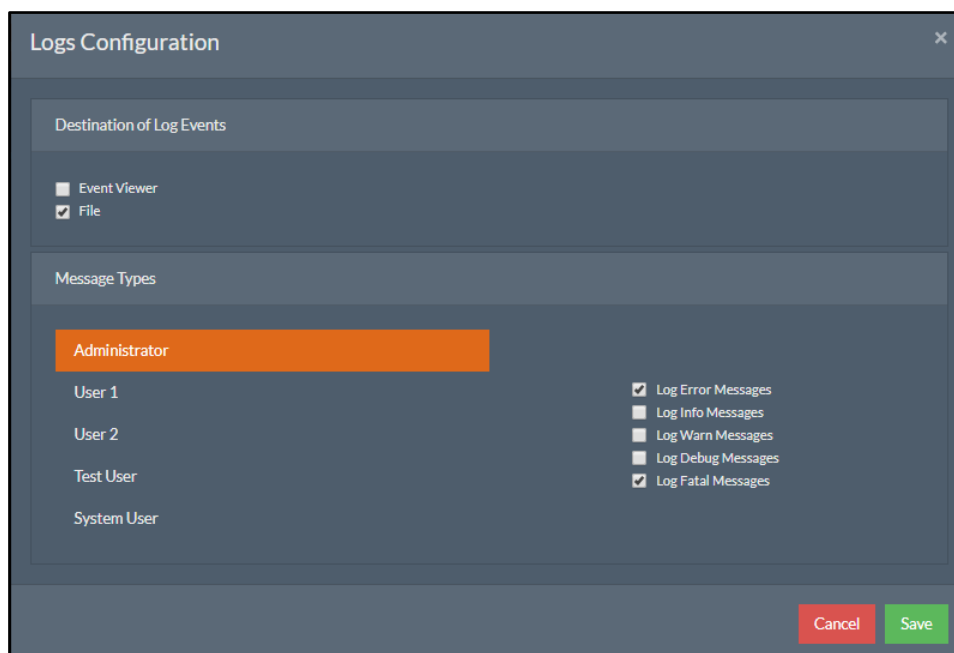 Logs Configuration ×
Destination of Log Events
Event Viewer
File
Message Types
Administrator
User 1
User 2
Test User
System User
Log Error Messages
Log Info Messages
Log Warn Messages
Log Debug Messages
Log Fatal Messages
Cancel Save